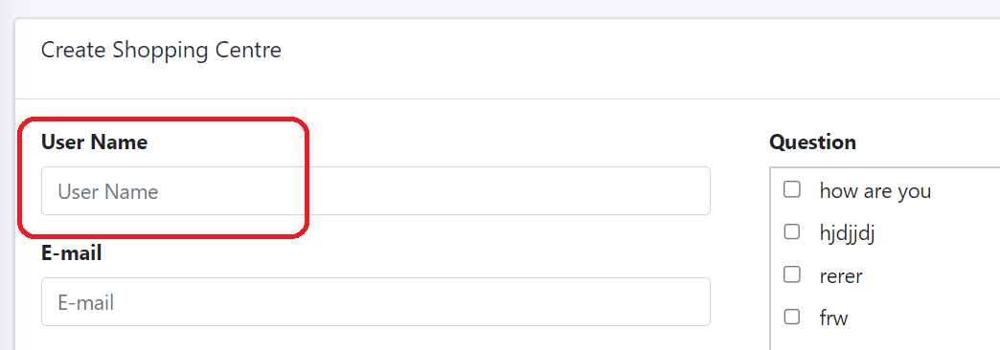 Create Shopping Centre
User Name
User Name
E-mail
E-mail
Question
how are you
hjdjjdj
rerer
frw